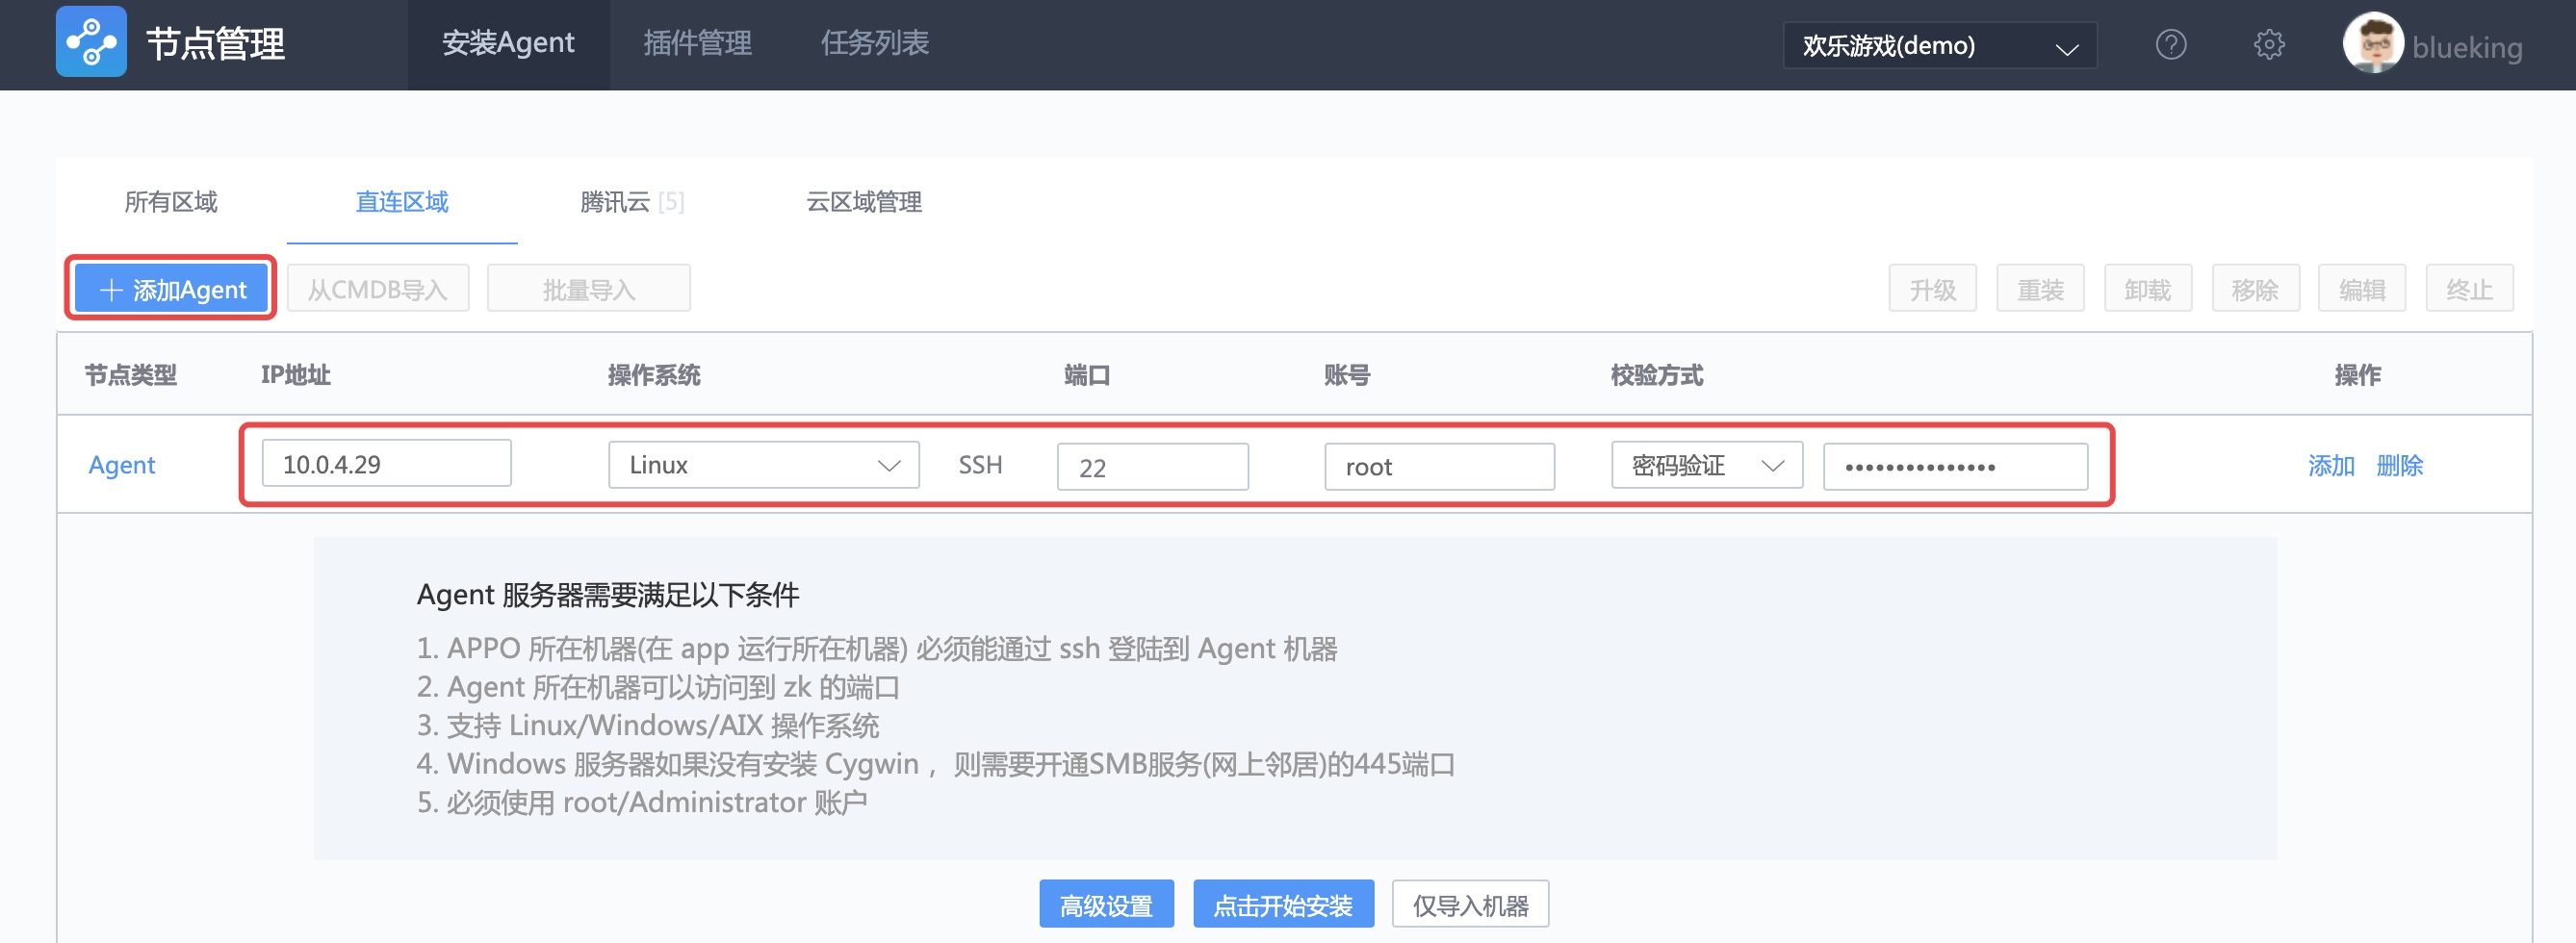 节点管理 安装Agent 插件管理 任务列表 欢乐游戏(demo) blueking
所有区域 直连区域 腾讯云 [5] 云区域管理
添加Agent 从CMDB导入 批量导入 升级 重装 卸载 移除 编辑 终止
节点类型 IP地址 操作系统 端口 账号 校验方式 操作
Agent 10.0.4.29 Linux SSH 22 root 密码验证 •••••••••••••••  添加 删除
Agent 服务器需要满足以下条件
1. APPO 所在机器(在 app 运行所在机器) 必须能通过 ssh 登陆到 Agent 机器
2. Agent 所在机器可以访问到 zk 的端口
3. 支持 Linux/Windows/AIX 操作系统
4. Windows 服务器如果没有安装 Cygwin ，则需要开通SMB服务(网上邻居)的445端口
5. 必须使用 root/Administrator 账户
高级设置 点击开始安装 仅导入机器